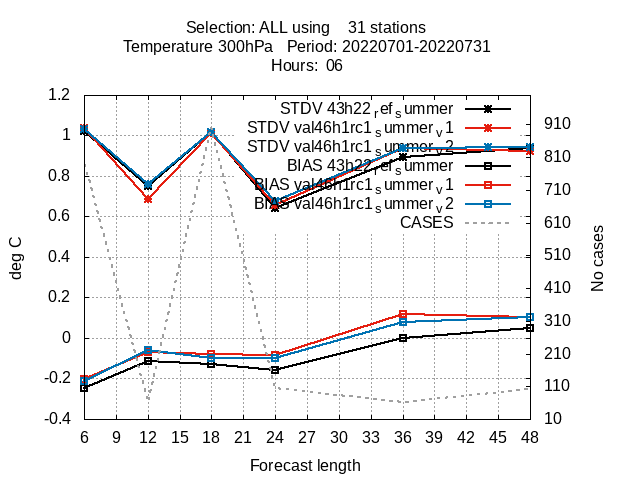 Selection: ALL using 31 stations
Temperature 300hPa Period: 20220701-20220731
Hours: 06
STDV 43h22_ref_summer
STDV val46h1rc1_summer_v1
STDV val46h1rc1_summer_v2
BIAS 43h22_ref_summer
BIAS val46h1rc1_summer_v1
BIAS val46h1rc1_summer_v2
CASES
1.2
1
0.8
0.6
0.4
0.2
0
-0.2
-0.4
deg C
910
810
710
610
510
410
310
210
110
10
No cases
6 9 12 15 18 21 24 27 30 33 36 39 42 45 48
Forecast length